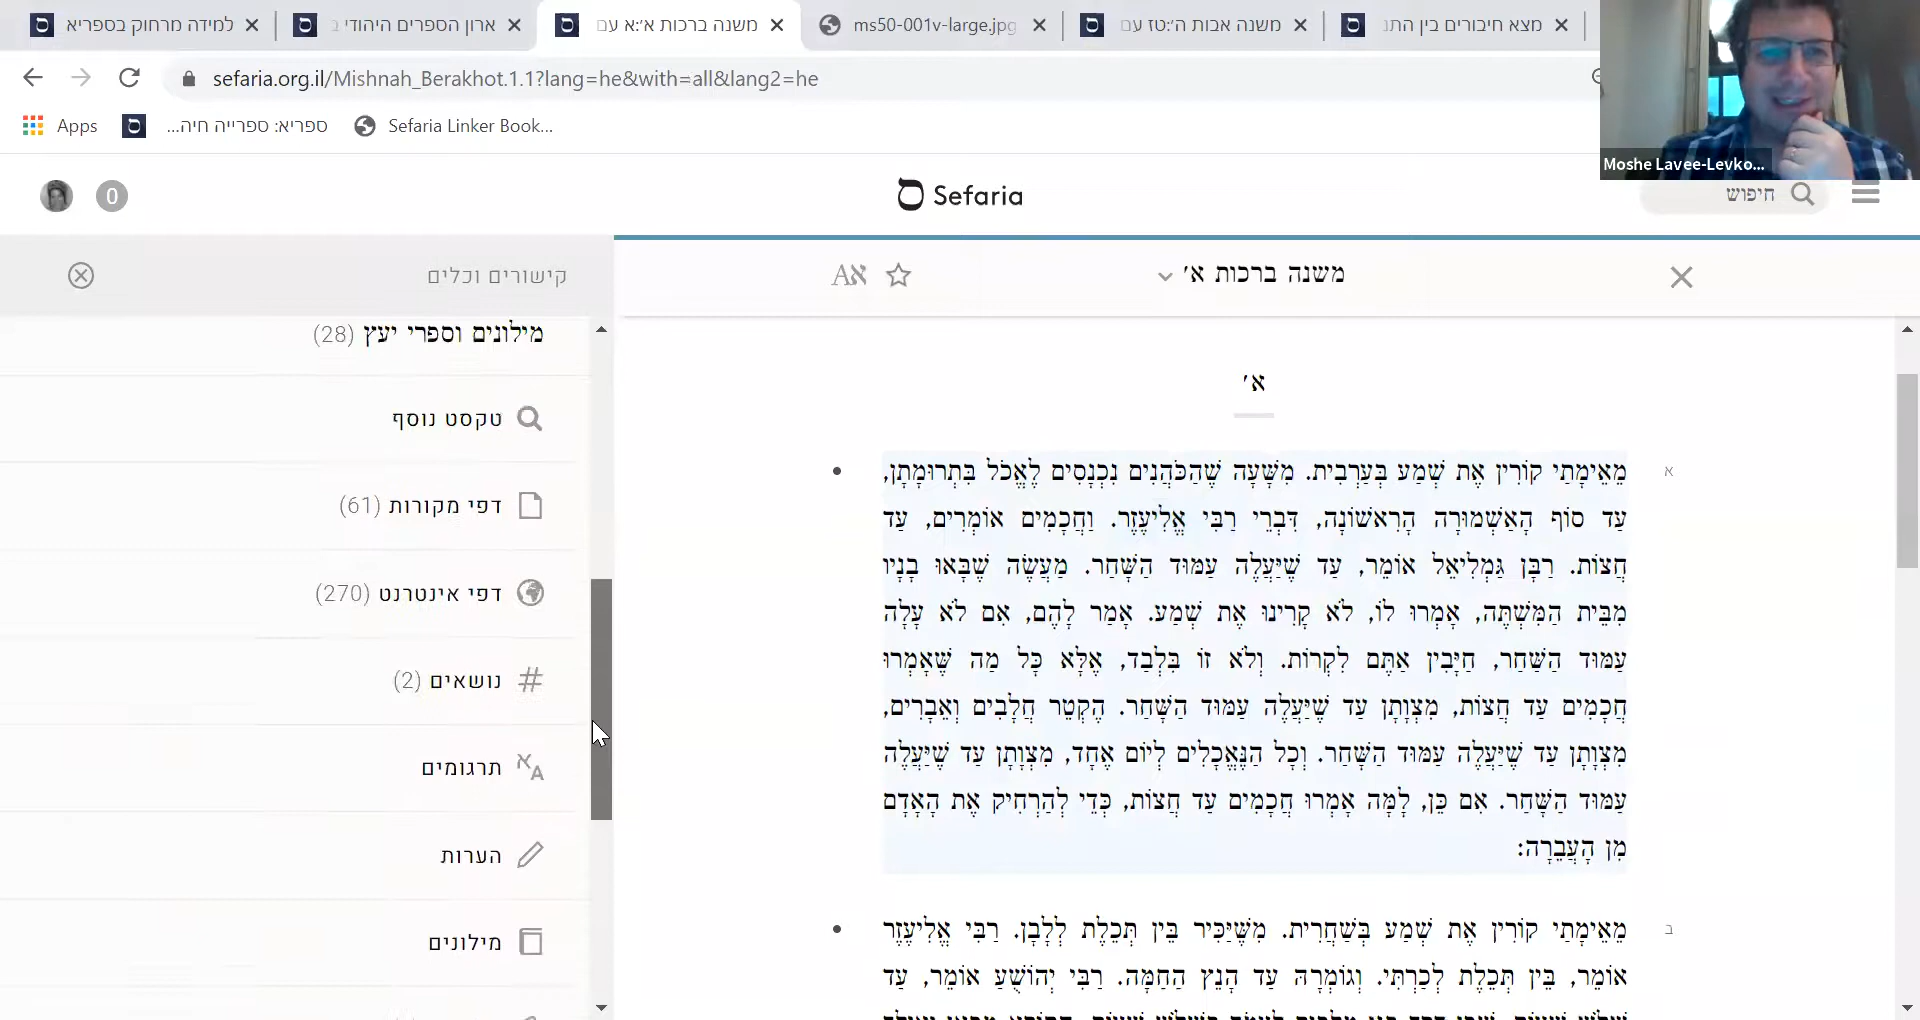 למידה מרחוק בספריא
ארון הספרים היהודי ב
משנה ברכות א׳:א עם
ms50-001v-large.jpg
משנה אבות ה׳:טז עם
מצא חיבורים בין התנ
sefaria.org.il/Mishnah_Berakhot.1.1?lang=he&with=all&lang2=he
Apps
ספריא: ספרייה חיה...
Sefaria Linker Book...
Moshe Lavee-Levko...
0
Sefaria
חיפוש
קישורים וכלים
משנה ברכות א׳
אA
מילונים וספרי יעץ (28)
טקסט נוסף
דפי מקורות (61)
דפי אינטרנט (270)
נושאים (2)
תרגומים
הערות
מילונים
א׳
א
מֵאֵימָתַי קוֹרִין אֶת שְׁמַע בְּעַרְבִית. מִשָּׁעָה שֶׁהַכֹּהֲנִים נִכְנָסִים לֶאֱכֹל בִּתְרוּמָתָן,
עַד סוֹף הָאַשְׁמוּרָה הָרִאשׁוֹנָה, דִּבְרֵי רַבִּי אֱלִיעֶזֶר. וַחֲכָמִים אוֹמְרִים, עַד
חֲצוֹת. רַבָּן גַּמְלִיאֵל אוֹמֵר, עַד שֶׁיַּעֲלֶה עַמּוּד הַשָּׁחַר. מַעֲשֶׂה שֶׁבָּאוּ בָנָיו
מִבֵּית הַמִּשְׁתֶּה, אָמְרוּ לוֹ, לֹא קָרִינוּ אֶת שְׁמַע. אָמַר לָהֶם, אִם לֹא עָלָה
עַמּוּד הַשַּׁחַר, חַיָּבִין אַתֶּם לִקְרוֹת. וְלֹא זוֹ בִּלְבַד, אֶלָּא כָּל מַה שֶּׁאָמְרוּ
חֲכָמִים עַד חֲצוֹת, מִצְוָתָן עַד שֶׁיַּעֲלֶה עַמּוּד הַשָּׁחַר. הֶקְטֵר חֲלָבִים וְאֵבָרִים,
מִצְוָתָן עַד שֶׁיַּעֲלֶה עַמּוּד הַשָּׁחַר. וְכָל הַנֶּאֱכָלִים לְיוֹם אֶחָד, מִצְוָתָן עַד שֶׁיַּעֲלֶה
עַמּוּד הַשָּׁחַר. אִם כֵּן, לָמָּה אָמְרוּ חֲכָמִים עַד חֲצוֹת, כְּדֵי לְהַרְחִיק אֶת הָאָדָם
מִן הָעֲבֵרָה:
ב
מֵאֵימָתַי קוֹרִין אֶת שְׁמַע בְּשַׁחֲרִית. מִשֶּׁיַּכִּיר בֵּין תְּכֵלֶת לְלָבָן. רַבִּי אֱלִיעֶזֶר
אוֹמֵר, בֵּין תְּכֵלֶת לְכַרְתִּי. וְגוֹמְרָהּ עַד הָנֵץ הַחַמָּה. רַבִּי יְהוֹשֻׁעַ אוֹמֵר, עַד